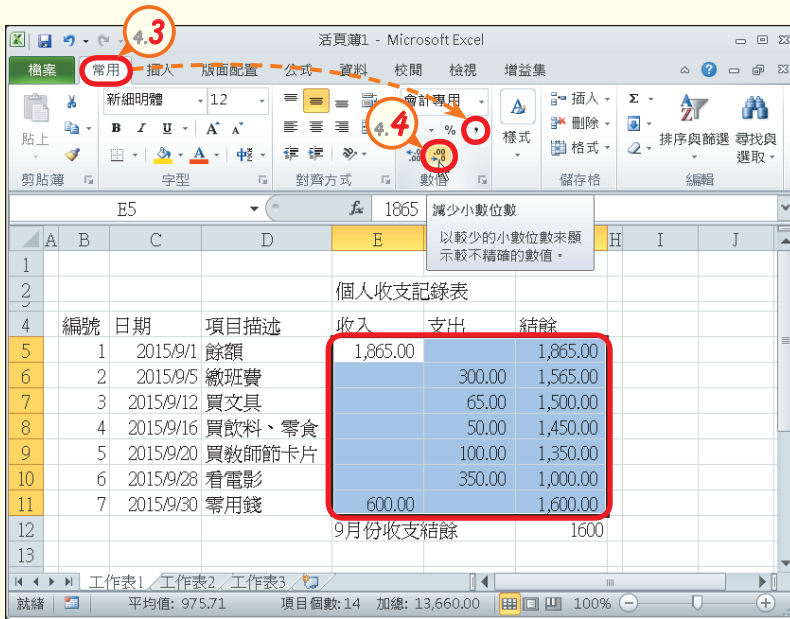 4.3
活頁簿1 - Microsoft Excel
檔案 常用 插入 版面配置 公式 資料 校閱 檢視 增益集
新細明體 12 會計專用
插入
Σ
B I U A A
4.4
% ,
刪除
貼上
A 中ˇ
樣式
格式
排序與篩選 尋找與選取
剪貼簿 字型 對齊方式 數值 儲存格 編輯
E5 fx 1865
減少小數位數
以較少的小數位數來顯
示較不精確的數值。
A B C D E H I J
1
2 個人收支記錄表
4 編號 日期 項目描述 收入 支出 結餘
5 1 2015/9/1 餘額 1,865.00 1,865.00
6 2 2015/9/5 繳班費 300.00 1,565.00
7 3 2015/9/12 買文具 65.00 1,500.00
8 4 2015/9/16 買飲料、零食 50.00 1,450.00
9 5 2015/9/20 買教師節卡片 100.00 1,350.00
10 6 2015/9/28 看電影 350.00 1,000.00
11 7 2015/9/30 零用錢 600.00 1,600.00
12 9月份收支結餘 1600
13
工作表1 工作表2 工作表3
就緒 平均值: 975.71 項目個數: 14 加總: 13,660.00 100%